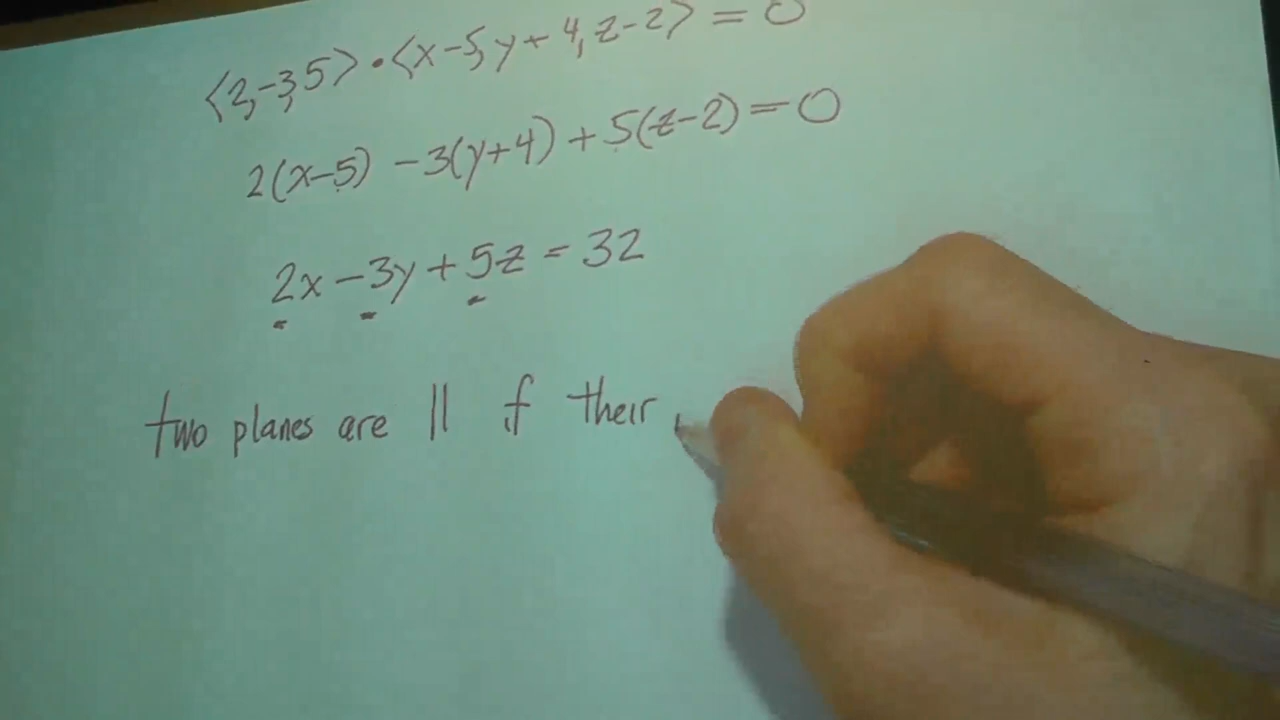 ⟨2,-3,5⟩•⟨x-5,y+4,z-2⟩=0
2(x-5) -3(y+4) +5(z-2)=0
2x-3y+5z=32
two planes are || if their